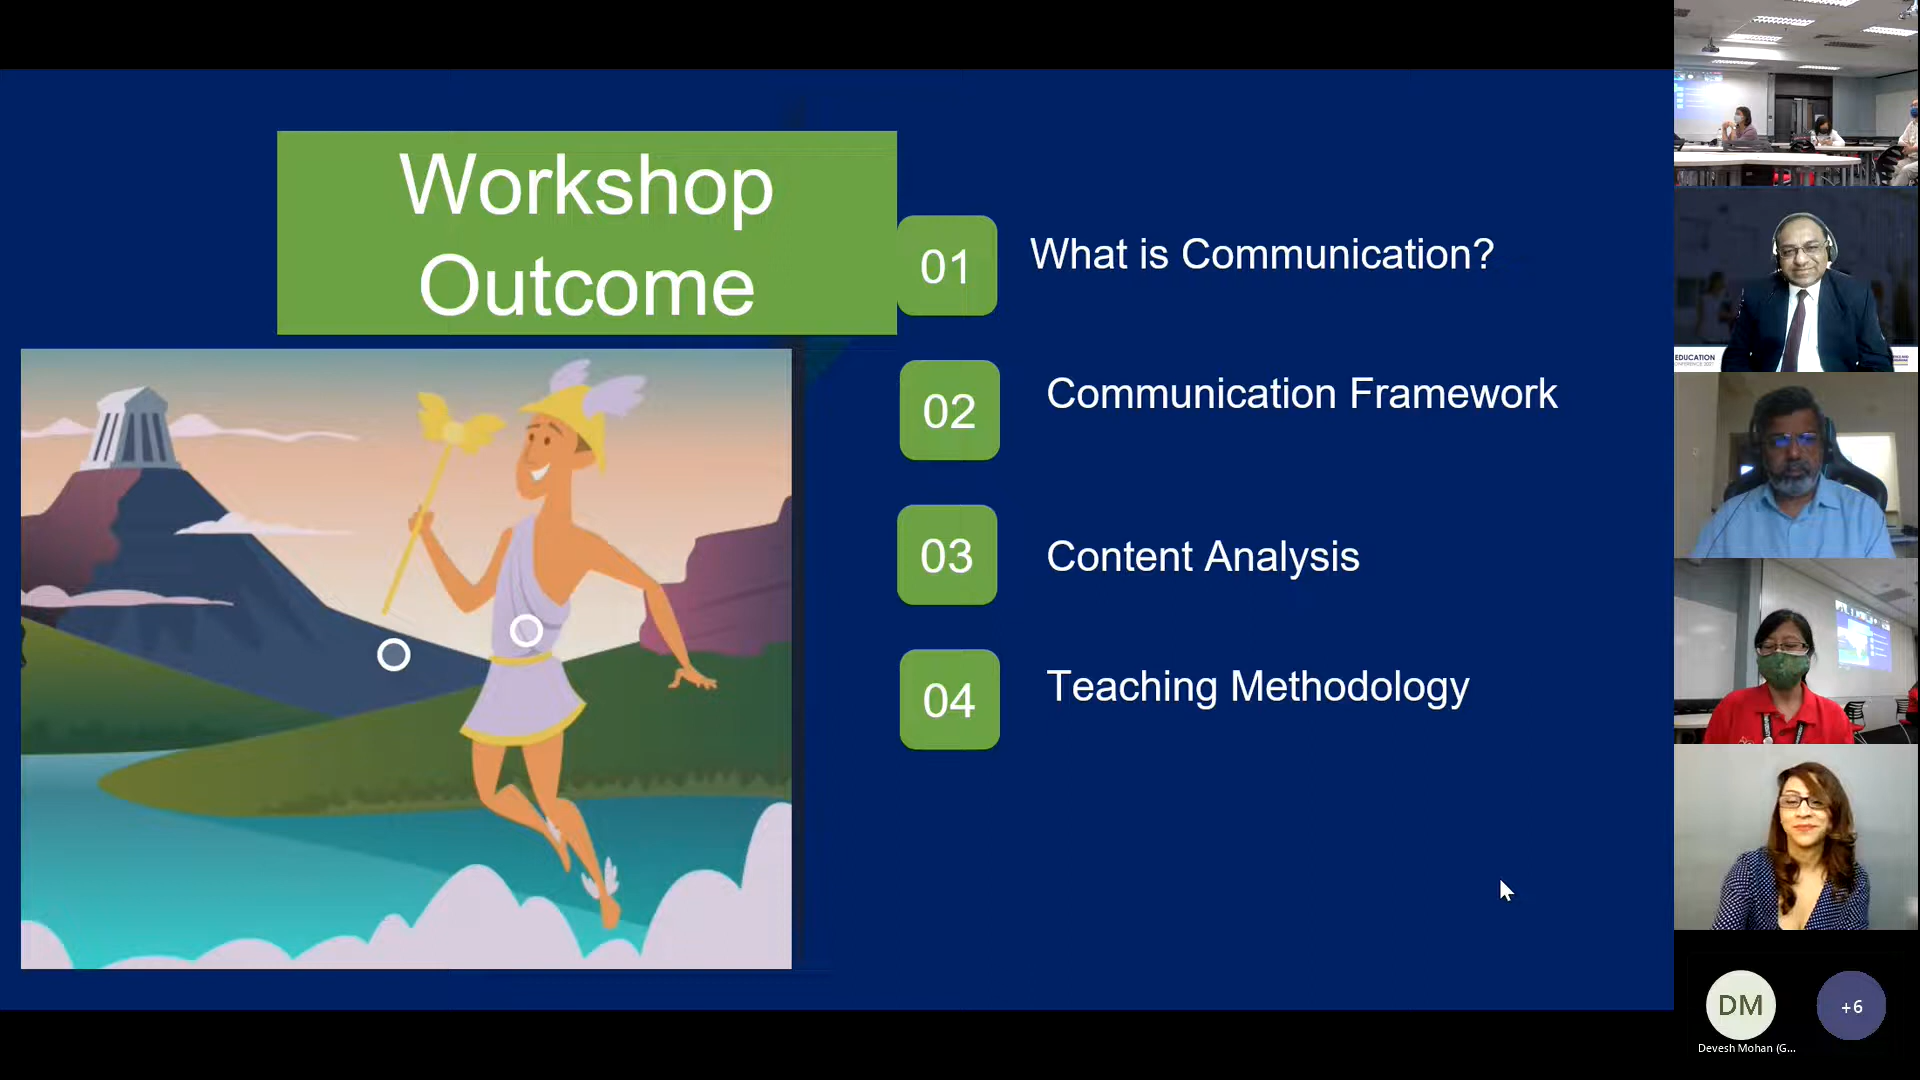 Workshop
Outcome
01
What is Communication?
02
Communication Framework
03
Content Analysis
04
Teaching Methodology
EDUCATION
DM
+6
Devesh Mohan (G...